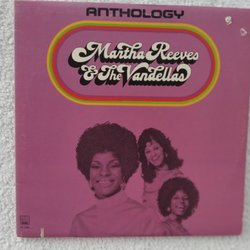 ANTHOLOGY
Martha Reeves
& The Vandellas